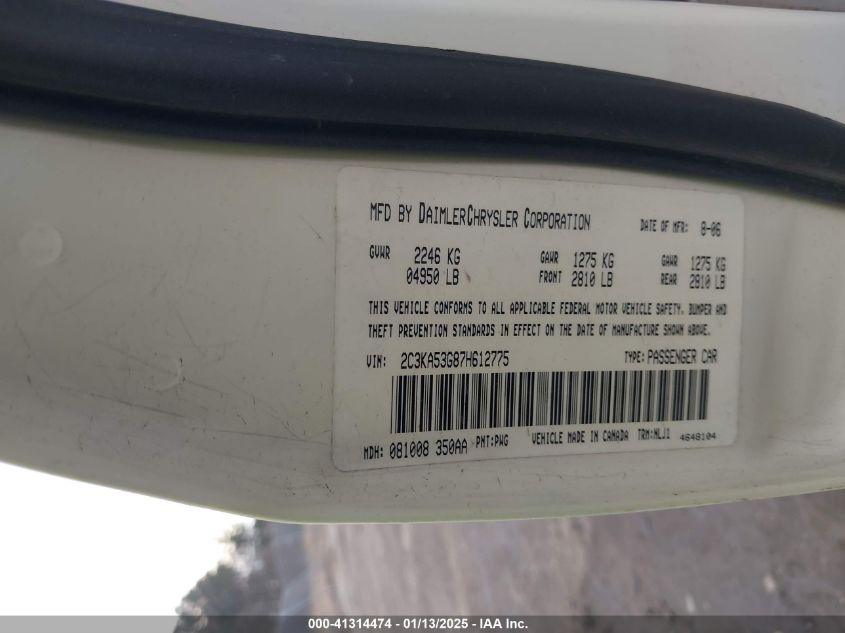 MFD BY DAIMLERCHRYSLER CORPORATION DATE OF MFR: 8-06
GVWR 2246 KG GAWR 1275 KG GAWR 1275 KG
04950 LB FRONT 2810 LB REAR 2810 LB
THIS VEHICLE CONFORMS TO ALL APPLICABLE FEDERAL MOTOR VEHICLE SAFETY, BUMPER AND
THEFT PREVENTION STANDARDS IN EFFECT ON THE DATE OF MANUFACTURE SHOWN ABOVE.
VIN: 2C3KA53G87H612775 TYPE: PASSENGER CAR
MDH: 081008 350AA PNT:PWG VEHICLE MADE IN CANADA TRM:NLJ1 4648104
000-41314474 — 01/13/2025 — IAA Inc.